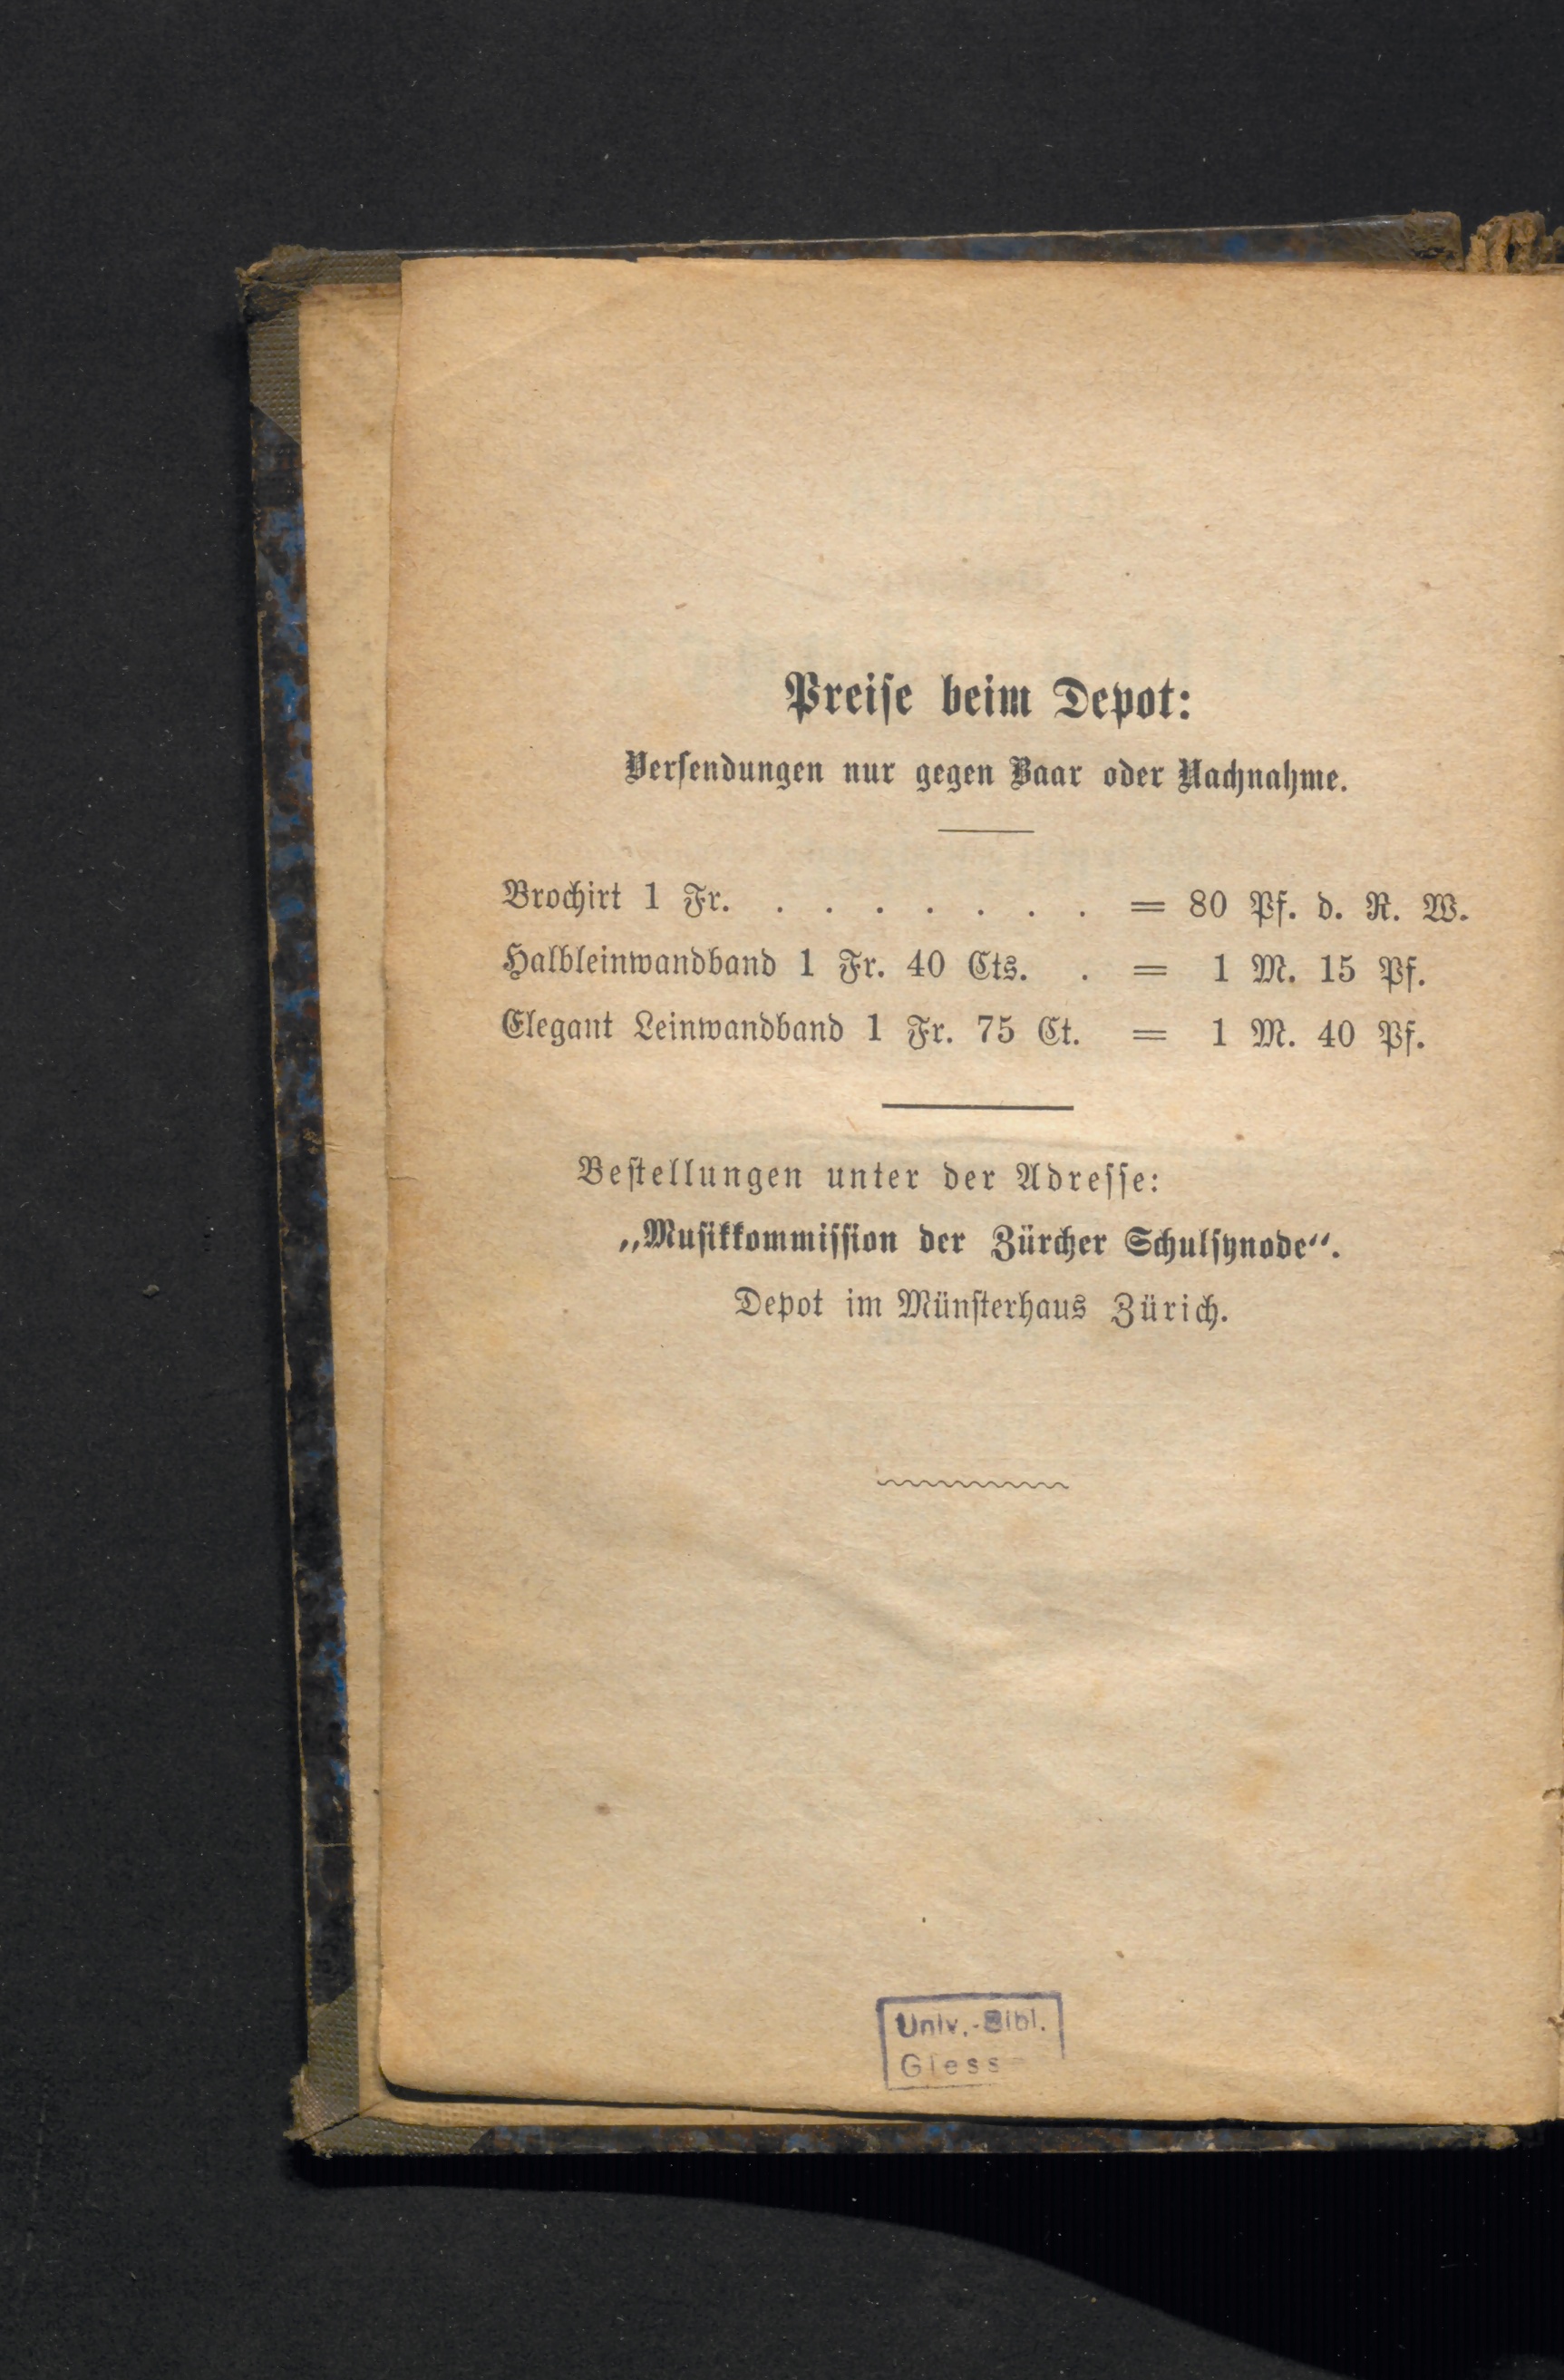 Preise beim Depot:
Versendungen nur gegen Baar oder Nachnahme.
Brochirt 1 Fr. . . . . . . . = 80 Pf. d. R. W.
Halbleinwandband 1 Fr. 40 Cts. . = 1 M. 15 Pf.
Elegant Leinwandband 1 Fr. 75 Ct. = 1 M. 40 Pf.
Bestellungen unter der Adresse:
„Musikkommission der Zürcher Schulsynode“.
Depot im Münsterhaus Zürich.
Univ.-Bibl.
Giess